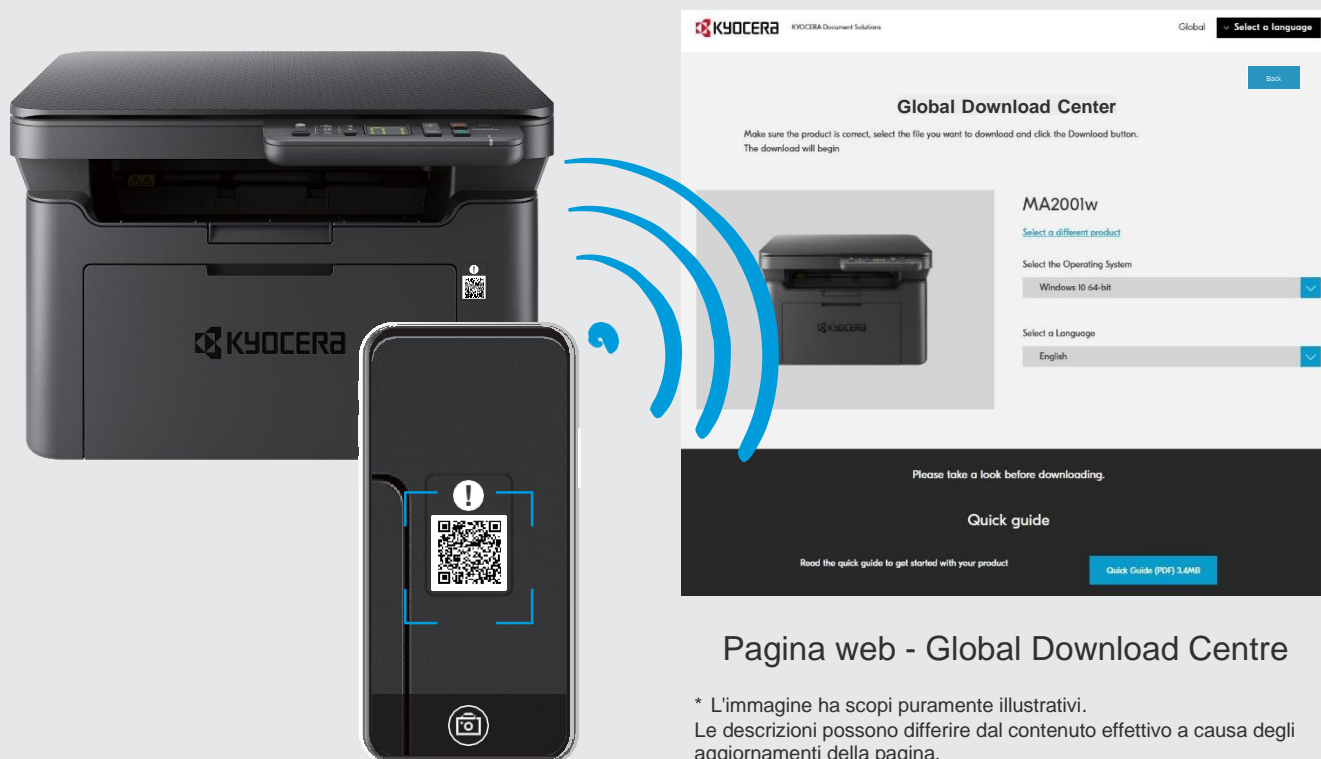 KYOCERA
KYOCERA KYOCERA Document Solutions Global Select a language
Back
Global Download Center
Make sure the product is correct, select the file you want to download and click the Download button.
The download will begin
MA2001w
Select a different product
Select the Operating System
Windows 10 64-bit
Select a Language
English
KYOCERA
Please take a look before downloading.
Quick guide
Read the quick guide to get started with your product
Quick Guide (PDF) 3.4MB
!
Pagina web - Global Download Centre
* L'immagine ha scopi puramente illustrativi.
Le descrizioni possono differire dal contenuto effettivo a causa degli
aggiornamenti della pagina.